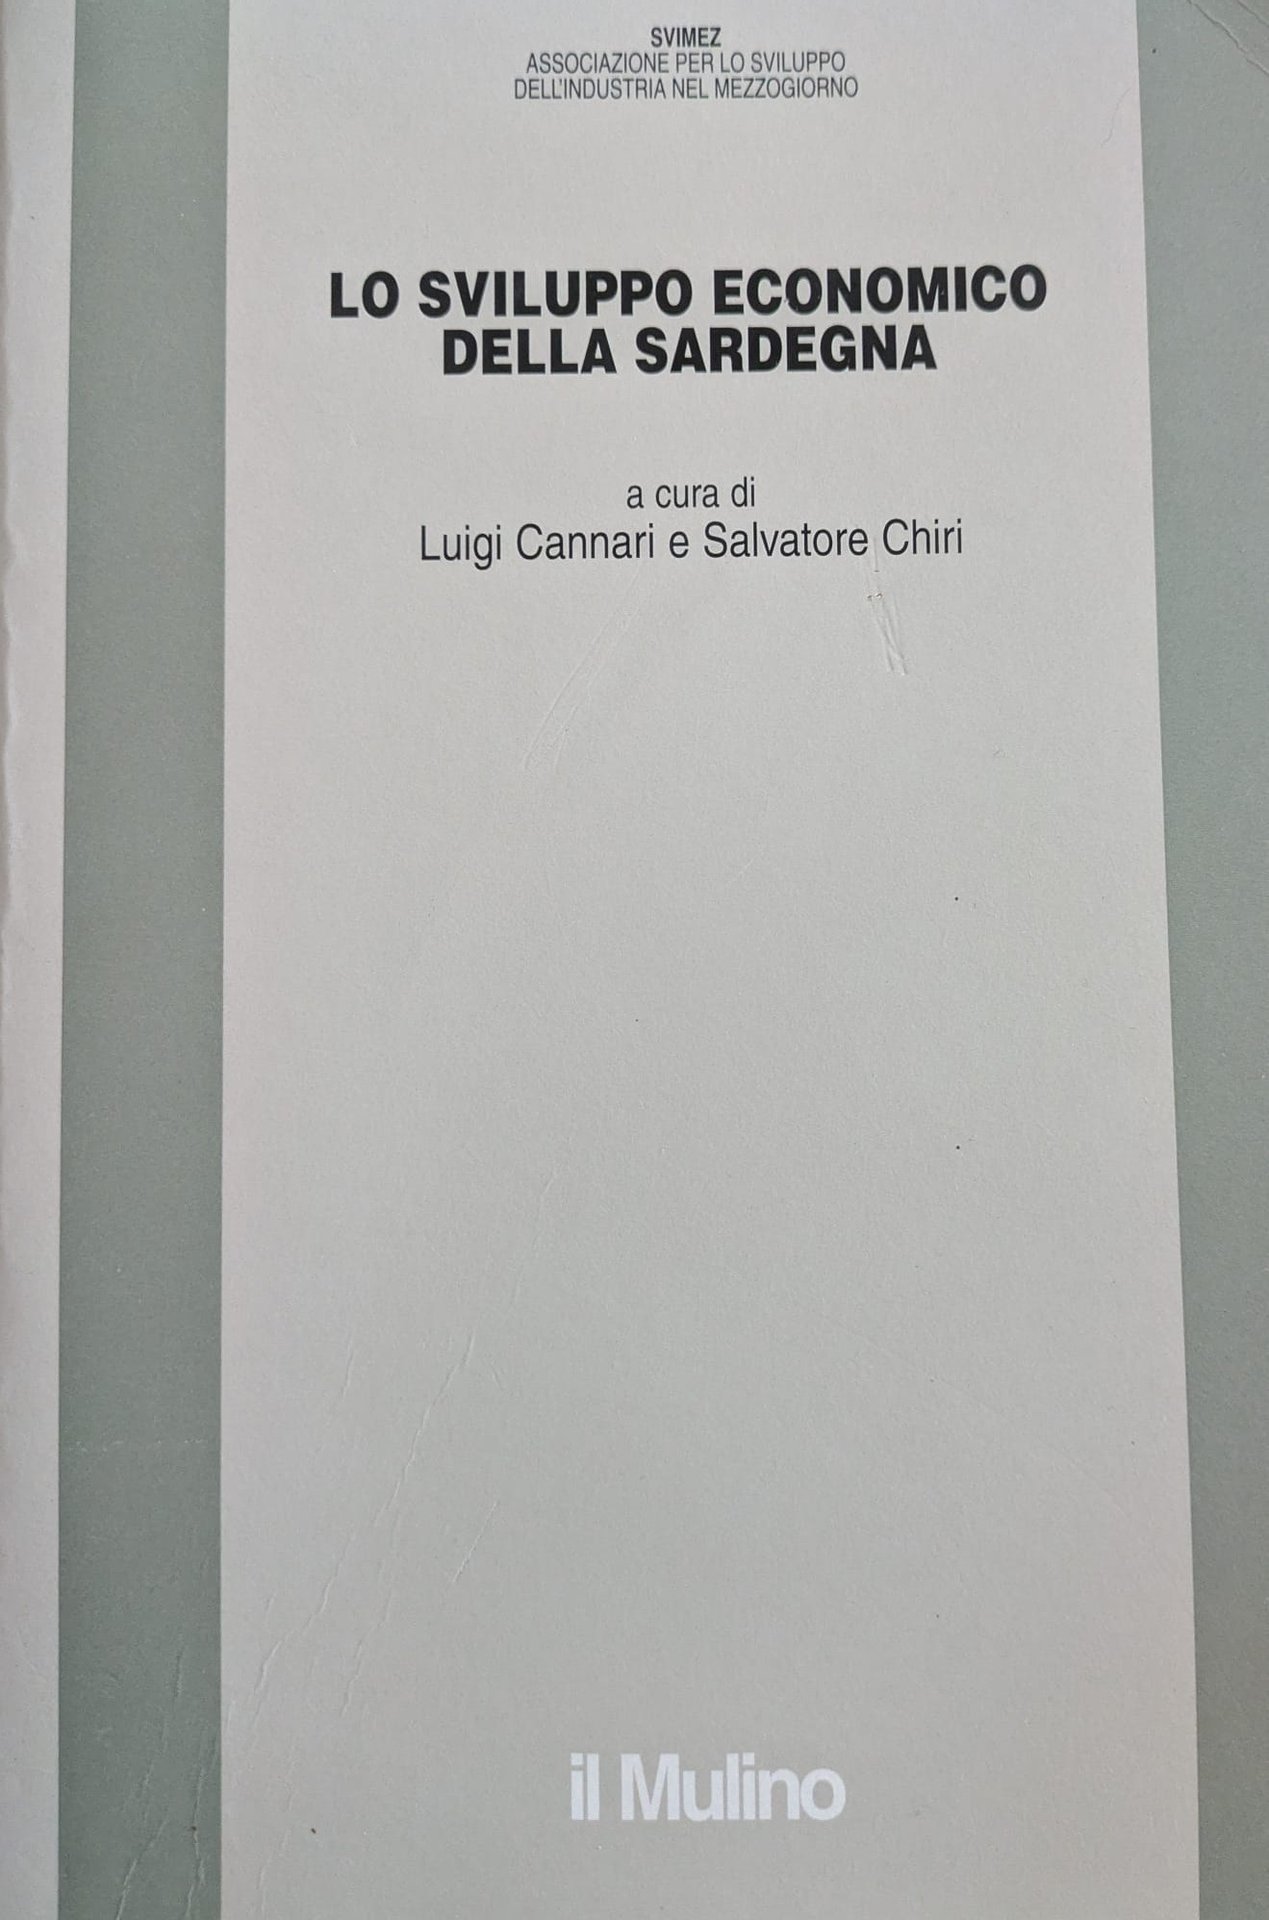 SVIMEZ
ASSOCIAZIONE PER LO SVILUPPO
DELL'INDUSTRIA NEL MEZZOGIORNO
LO SVILUPPO ECONOMICO
DELLA SARDEGNA
a cura di
Luigi Cannari e Salvatore Chiri
il Mulino